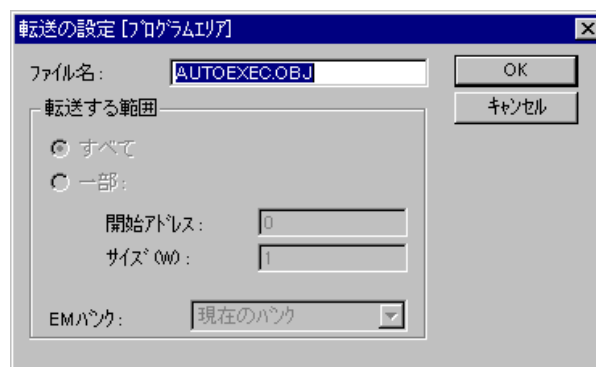 転送の設定 [ﾌﾟﾛｸﾞﾗﾑｴﾘｱ]
ﾌｧｲﾙ名: AUTOEXEC.OBJ OK
転送する範囲 ｷｬﾝｾﾙ
すべて
一部:
開始ｱﾄﾞﾚｽ: 0
ｻｲｽﾞ(W): 1
EMﾊﾞﾝｸ: 現在のﾊﾞﾝｸ